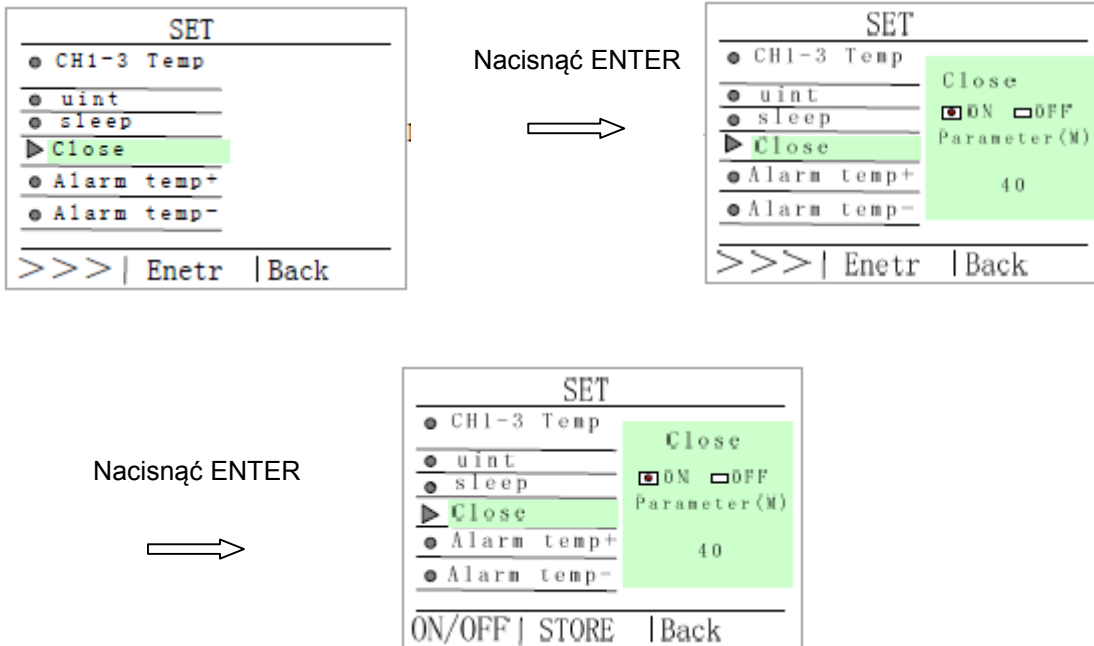 SET
CH1-3 Temp
uint
sleep
Close
Alarm temp+
Alarm temp-
>>>| Enetr |Back
Nacisnąć ENTER
SET
CH1-3 Temp
uint
sleep
Close
Alarm temp+
Alarm temp-
Close
ON OFF
Parameter(M)
40
>>>| Enetr |Back
Nacisnąć ENTER
SET
CH1-3 Temp
uint
sleep
Close
Alarm temp+
Alarm temp-
Close
ON OFF
Parameter(M)
40
ON/OFF| STORE |Back